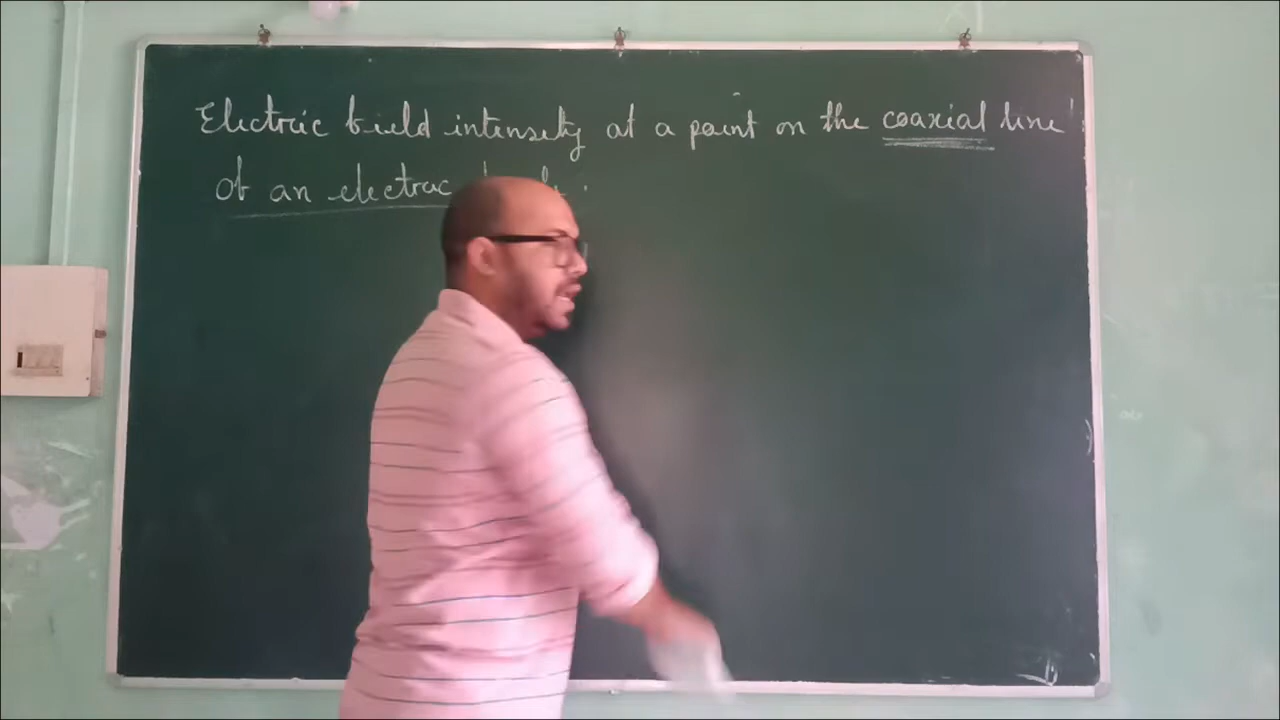 Electric field intensity at a point on the coaxial line
of an electric